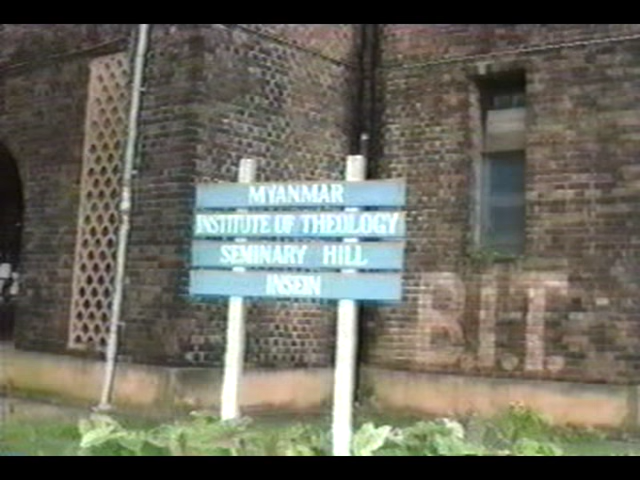 MYANMAR
INSTITUTE OF THEOLOGY
SEMINARY HILL
INSEIN
B.I.T.